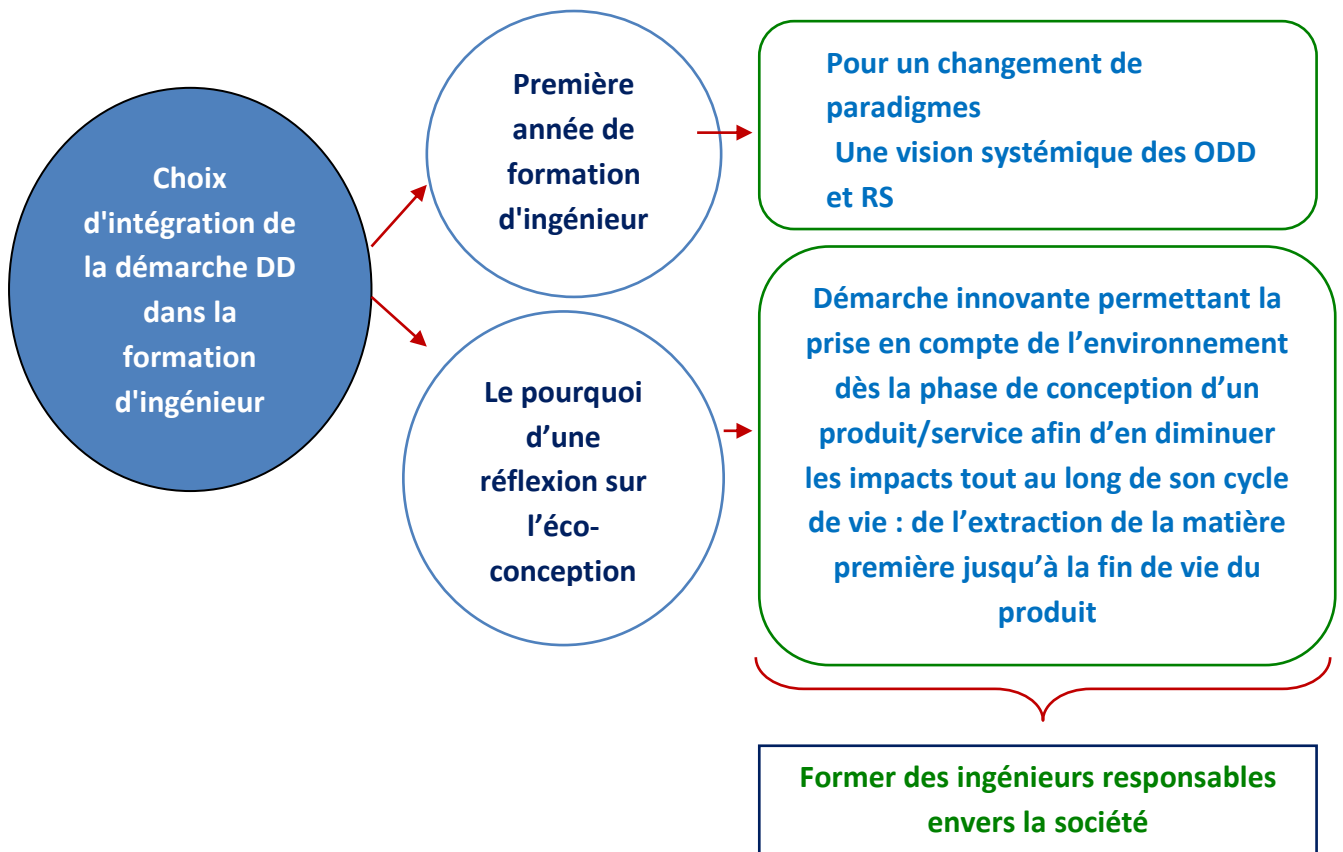 Choix
d'intégration de
la démarche DD
dans la
formation
d'ingénieur
Première
année de
formation
d'ingénieur
Pour un changement de
paradigmes
Une vision systémique des ODD
et RS
Le pourquoi
d’une
réflexion sur
l’éco-
conception
Démarche innovante permettant la
prise en compte de l’environnement
dès la phase de conception d’un
produit/service afin d’en diminuer
les impacts tout au long de son cycle
de vie : de l’extraction de la matière
première jusqu’à la fin de vie du
produit
Former des ingénieurs responsables
envers la société